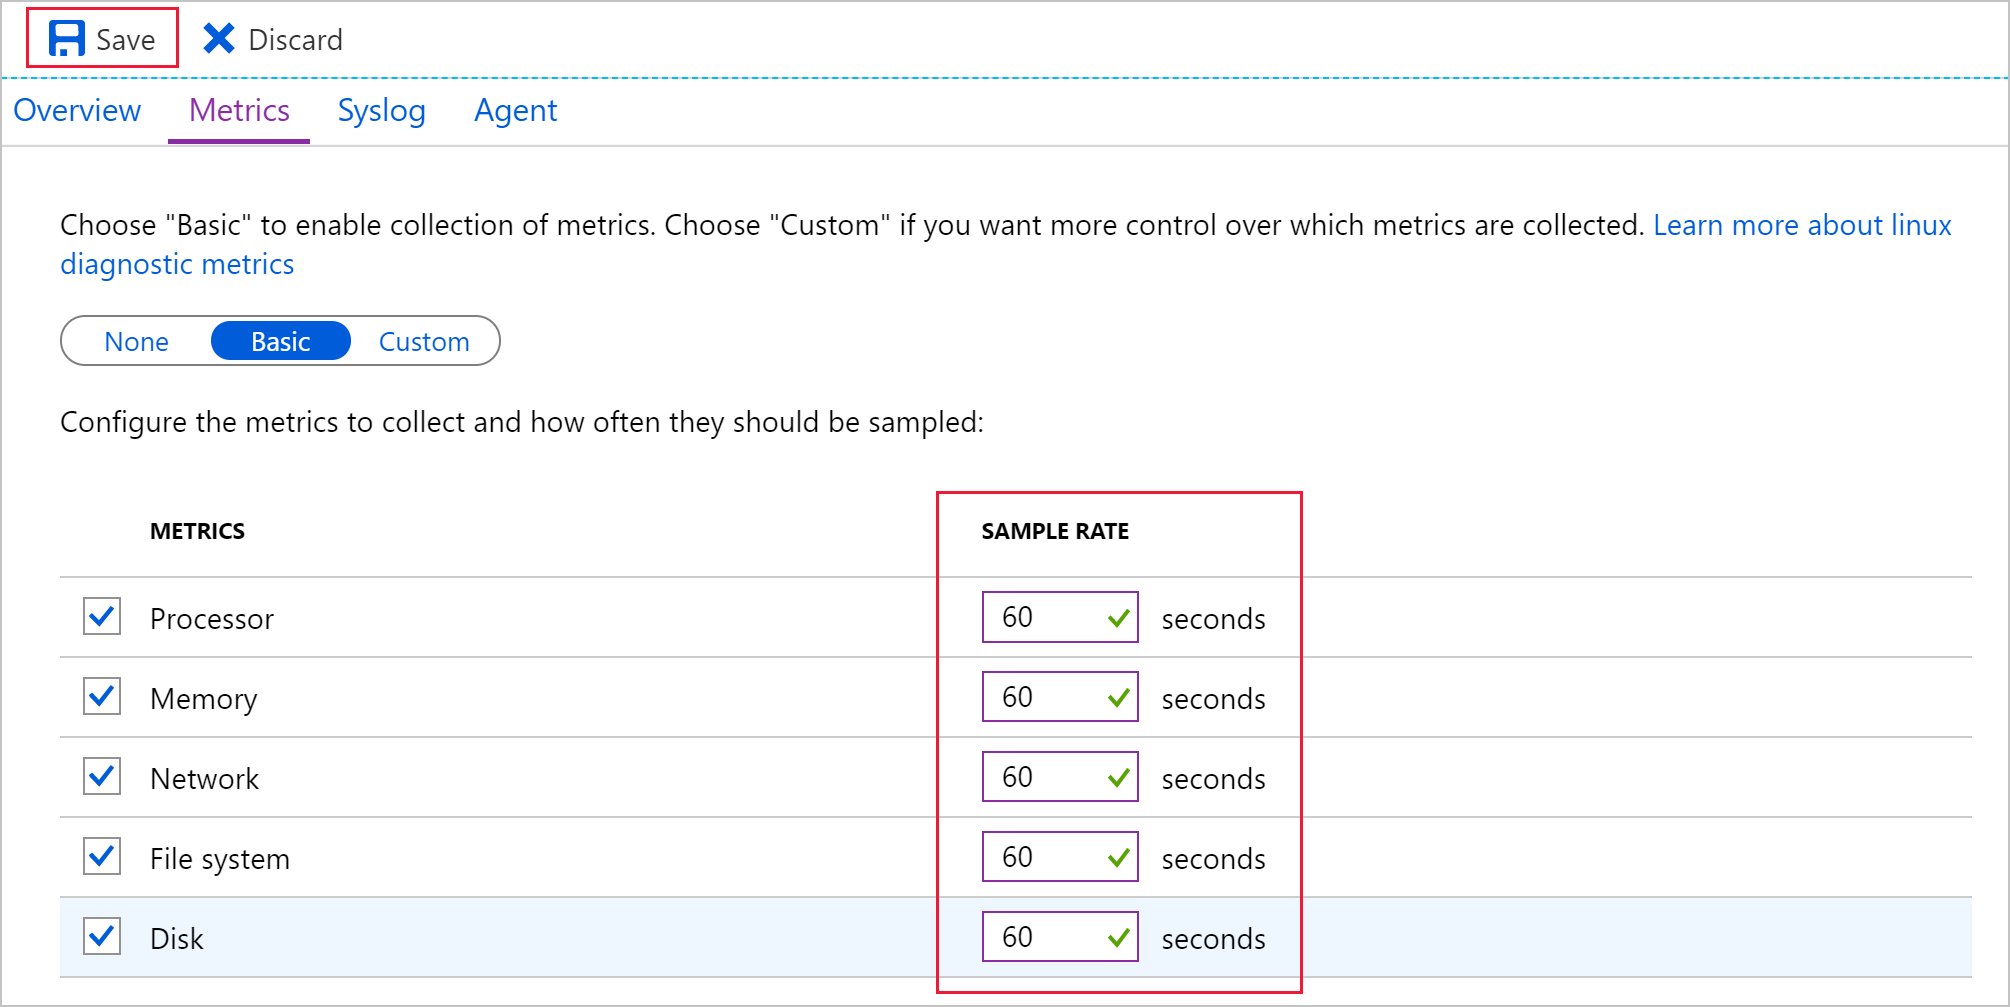 Save Discard
Overview Metrics Syslog Agent
Choose "Basic" to enable collection of metrics. Choose "Custom" if you want more control over which metrics are collected. Learn more about linux
diagnostic metrics
None Basic Custom
Configure the metrics to collect and how often they should be sampled:
METRICS SAMPLE RATE
Processor 60 seconds
Memory 60 seconds
Network 60 seconds
File system 60 seconds
Disk 60 seconds